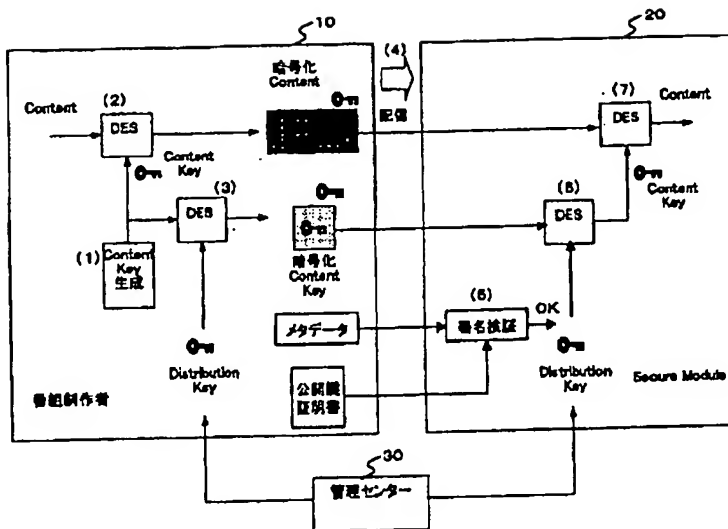 10
20
暗号化
Content
(4)
配信
(2)
Content
DES
Content
Key
(3)
DES
(1)
Content
Key
生成
暗号化
Content
Key
メタデータ
公開鍵
証明書
Distribution
Key
番組制作者
(7)
DES
Content
Content
Key
(6)
DES
(5)
署名検証
OK
Distribution
Key
Secure Module
30
管理センター